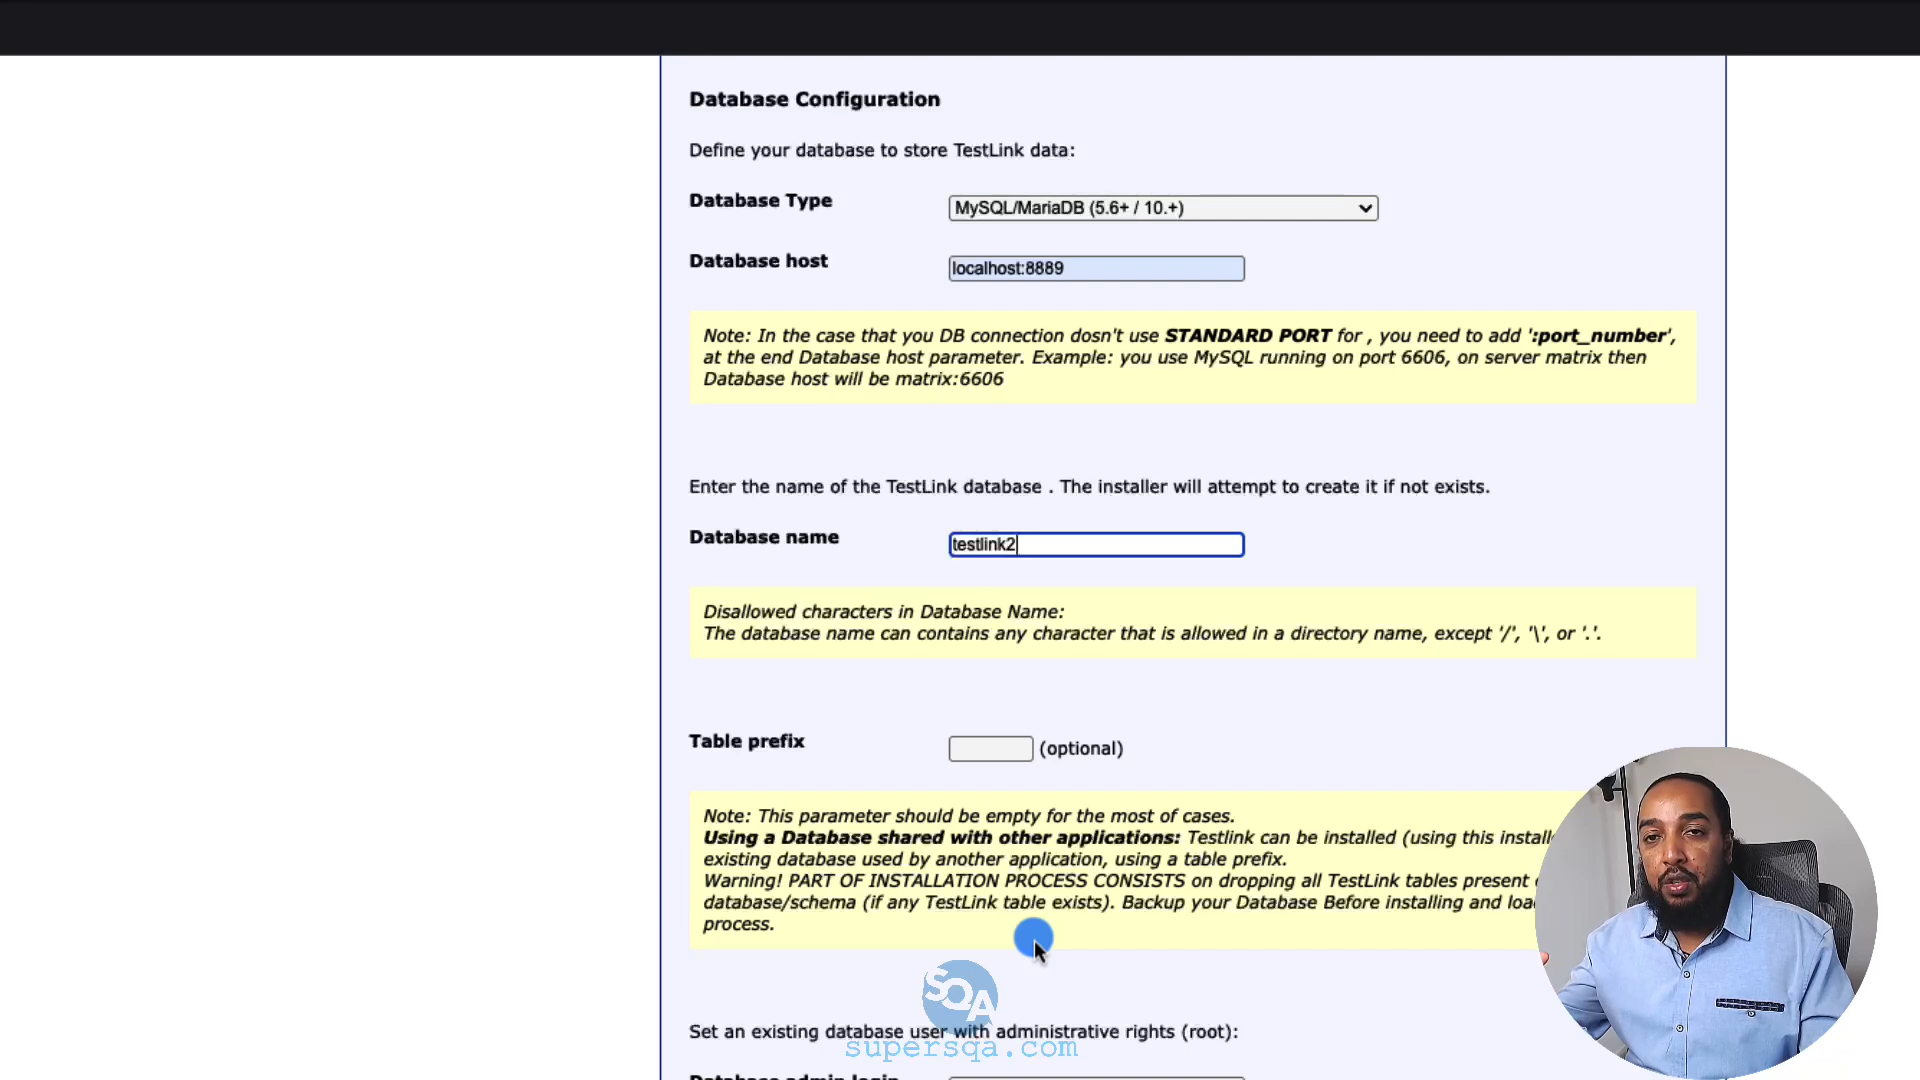 Database Configuration
Define your database to store TestLink data:
Database Type
MySQL/MariaDB (5.6+ / 10.+)
Database host
localhost:8889
Note: In the case that you DB connection dosn't use STANDARD PORT for , you need to add ':port_number',
at the end Database host parameter. Example: you use MySQL running on port 6606, on server matrix then
Database host will be matrix:6606
Enter the name of the TestLink database . The installer will attempt to create it if not exists.
Database name
testlink2
Disallowed characters in Database Name:
The database name can contains any character that is allowed in a directory name, except '/', '\', or '.'.
Table prefix
(optional)
Note: This parameter should be empty for the most of cases.
Using a Database shared with other applications: Testlink can be installed (using this
existing database used by another application, using a table prefix.
Warning! PART OF INSTALLATION PROCESS CONSISTS on dropping all TestLink tables present
database/schema (if any TestLink table exists). Backup your Database Before installing and
process.
SQA
Set an existing database user with administrative rights (root):
supersqa.com
Database admin login